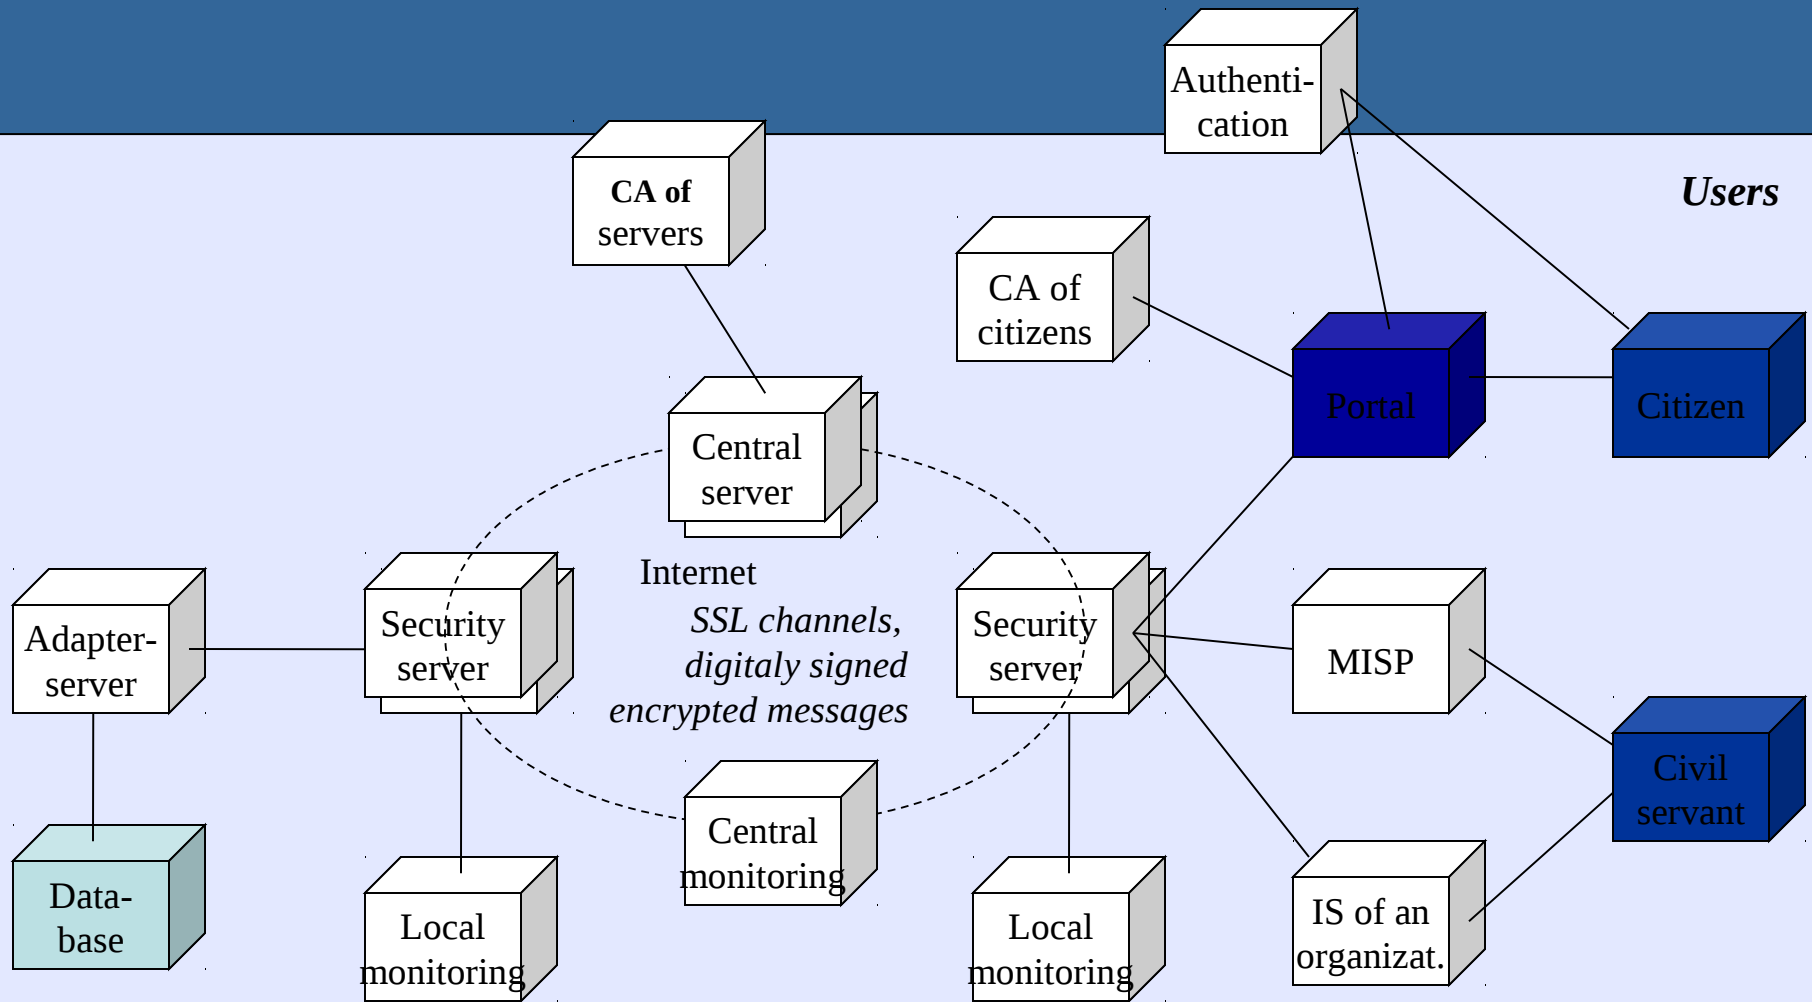 Authenti-
cation
CA of
servers
Users
CA of
citizens
Portal
Citizen
Central
server
Internet
SSL channels,
digitaly signed
encrypted messages
Adapter-
server
Security
server
Security
server
MISP
Civil
servant
Central
monitoring
Data-
base
Local
monitoring
Local
monitoring
IS of an
organizat.